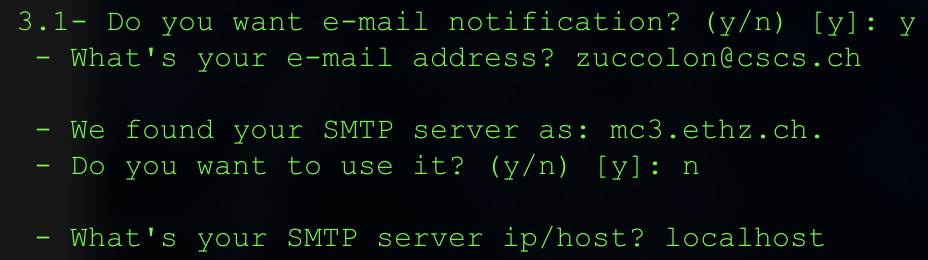 3.1- Do you want e-mail notification? (y/n) [y]: y
- What's your e-mail address? zuccolon@cscs.ch
- We found your SMTP server as: mc3.ethz.ch.
- Do you want to use it? (y/n) [y]: n
- What's your SMTP server ip/host? localhost